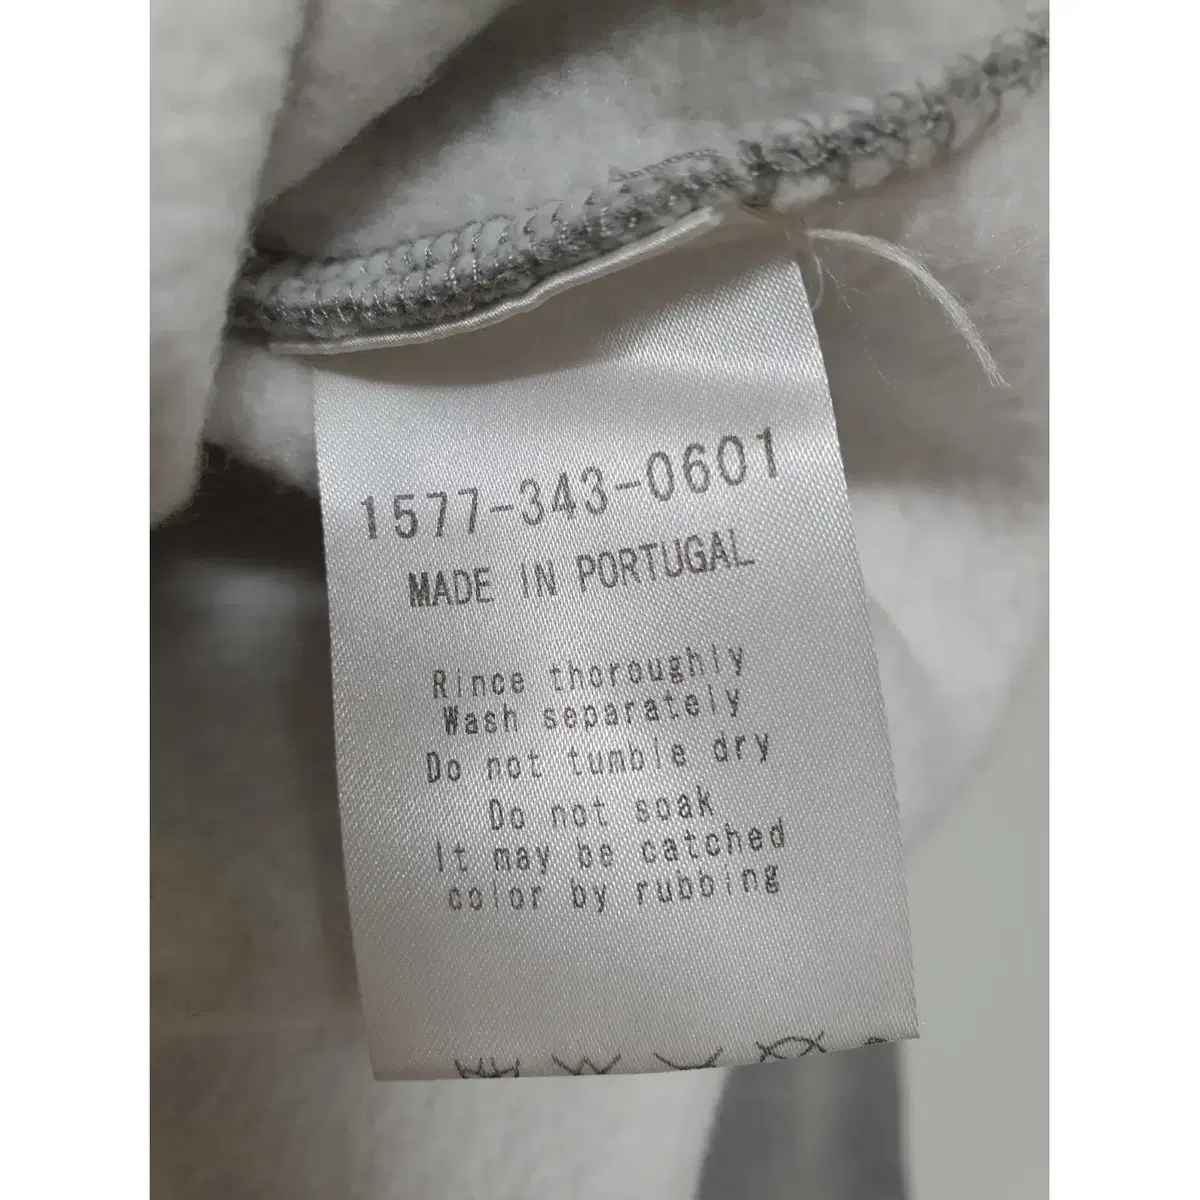 1577-343-0601
MADE IN PORTUGAL
Rince thoroughly
Wash separately
Do not tumble dry
Do not soak
It may be catched
color by rubbing